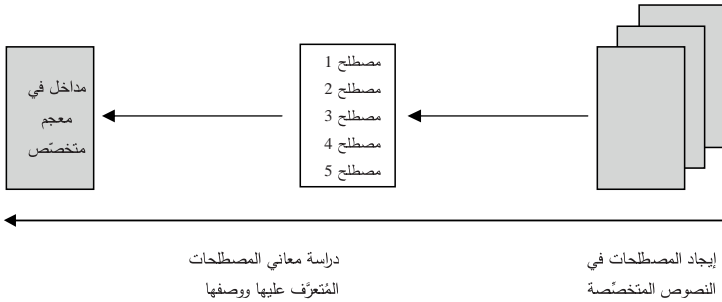 مصطلح 1
مصطلح 2
مصطلح 3
مصطلح 4
مصطلح 5
مداخل في
معجم
متخصّص
إيجاد المصطلحات في
النصوص المتخصِّصة
دراسة معاني المصطلحات
المُتعرَّف عليها ووصفها